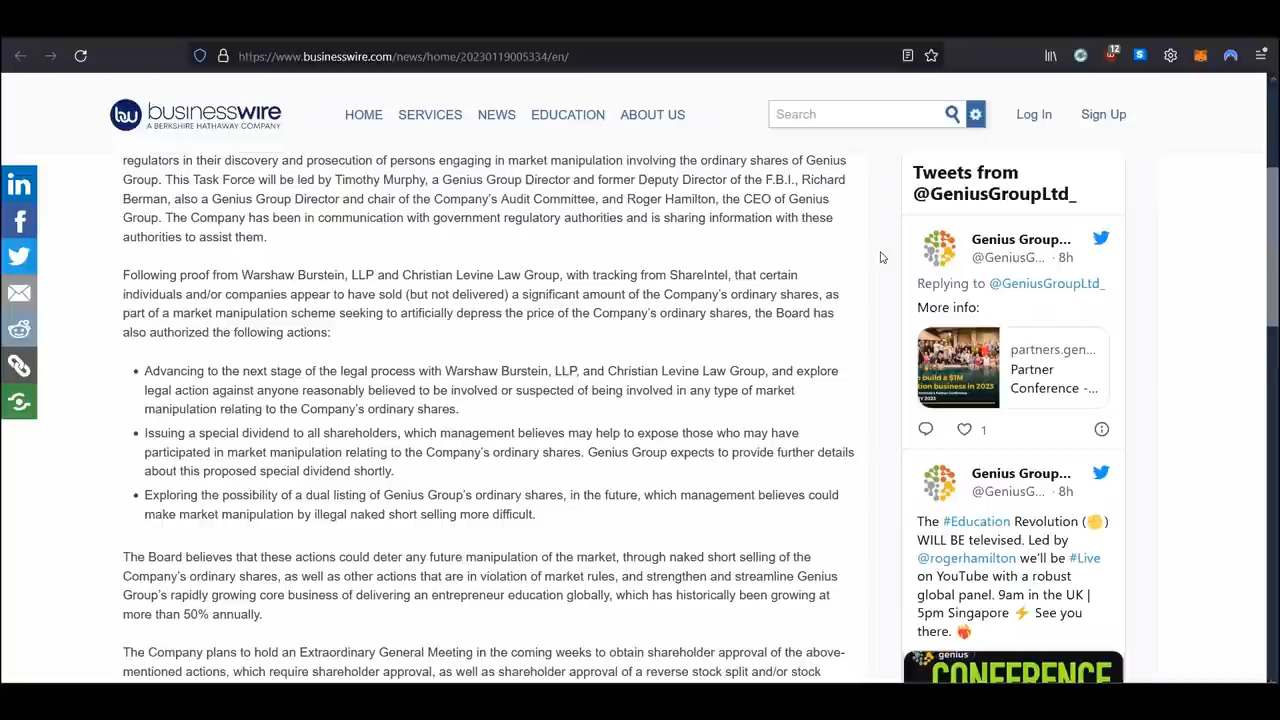 https://www.businesswire.com/news/home/20230119005334/en/
12
businesswire
A BERKSHIRE HATHAWAY COMPANY
HOME SERVICES NEWS EDUCATION ABOUT US
Search
Log In Sign Up
regulators in their discovery and prosecution of persons engaging in market manipulation involving the ordinary shares of Genius
Group. This Task Force will be led by Timothy Murphy, a Genius Group Director and former Deputy Director of the F.B.I., Richard
Berman, also a Genius Group Director and chair of the Company's Audit Committee, and Roger Hamilton, the CEO of Genius
Group. The Company has been in communication with government regulatory authorities and is sharing information with these
authorities to assist them.
Following proof from Warshaw Burstein, LLP and Christian Levine Law Group, with tracking from ShareIntel, that certain
individuals and/or companies appear to have sold (but not delivered) a significant amount of the Company's ordinary shares, as
part of a market manipulation scheme seeking to artificially depress the price of the Company's ordinary shares, the Board has
also authorized the following actions:
• Advancing to the next stage of the legal process with Warshaw Burstein, LLP, and Christian Levine Law Group, and explore
legal action against anyone reasonably believed to be involved or suspected of being involved in any type of market
manipulation relating to the Company's ordinary shares.
• Issuing a special dividend to all shareholders, which management believes may help to expose those who may have
participated in market manipulation relating to the Company's ordinary shares. Genius Group expects to provide further details
about this proposed special dividend shortly.
• Exploring the possibility of a dual listing of Genius Group's ordinary shares, in the future, which management believes could
make market manipulation by illegal naked short selling more difficult.
The Board believes that these actions could deter any future manipulation of the market, through naked short selling of the
Company's ordinary shares, as well as other actions that are in violation of market rules, and strengthen and streamline Genius
Group's rapidly growing core business of delivering an entrepreneur education globally, which has historically been growing at
more than 50% annually.
The Company plans to hold an Extraordinary General Meeting in the coming weeks to obtain shareholder approval of the above-
mentioned actions, which require shareholder approval, as well as shareholder approval of a reverse stock split and/or stock
Tweets from
@GeniusGroupLtd_
Genius Group...
@GeniusG... · 8h
Replying to @GeniusGroupLtd_
More info:
partners.gen...
Partner
Conference -...
1
Genius Group...
@GeniusG... · 8h
The #Education Revolution (✊)
WILL BE televised. Led by
@rogerhamilton we'll be #Live
on YouTube with a robust
global panel. 9am in the UK |
5pm Singapore ⚡ See you
there. ❤️‍🔥
genius
CONFERENCE